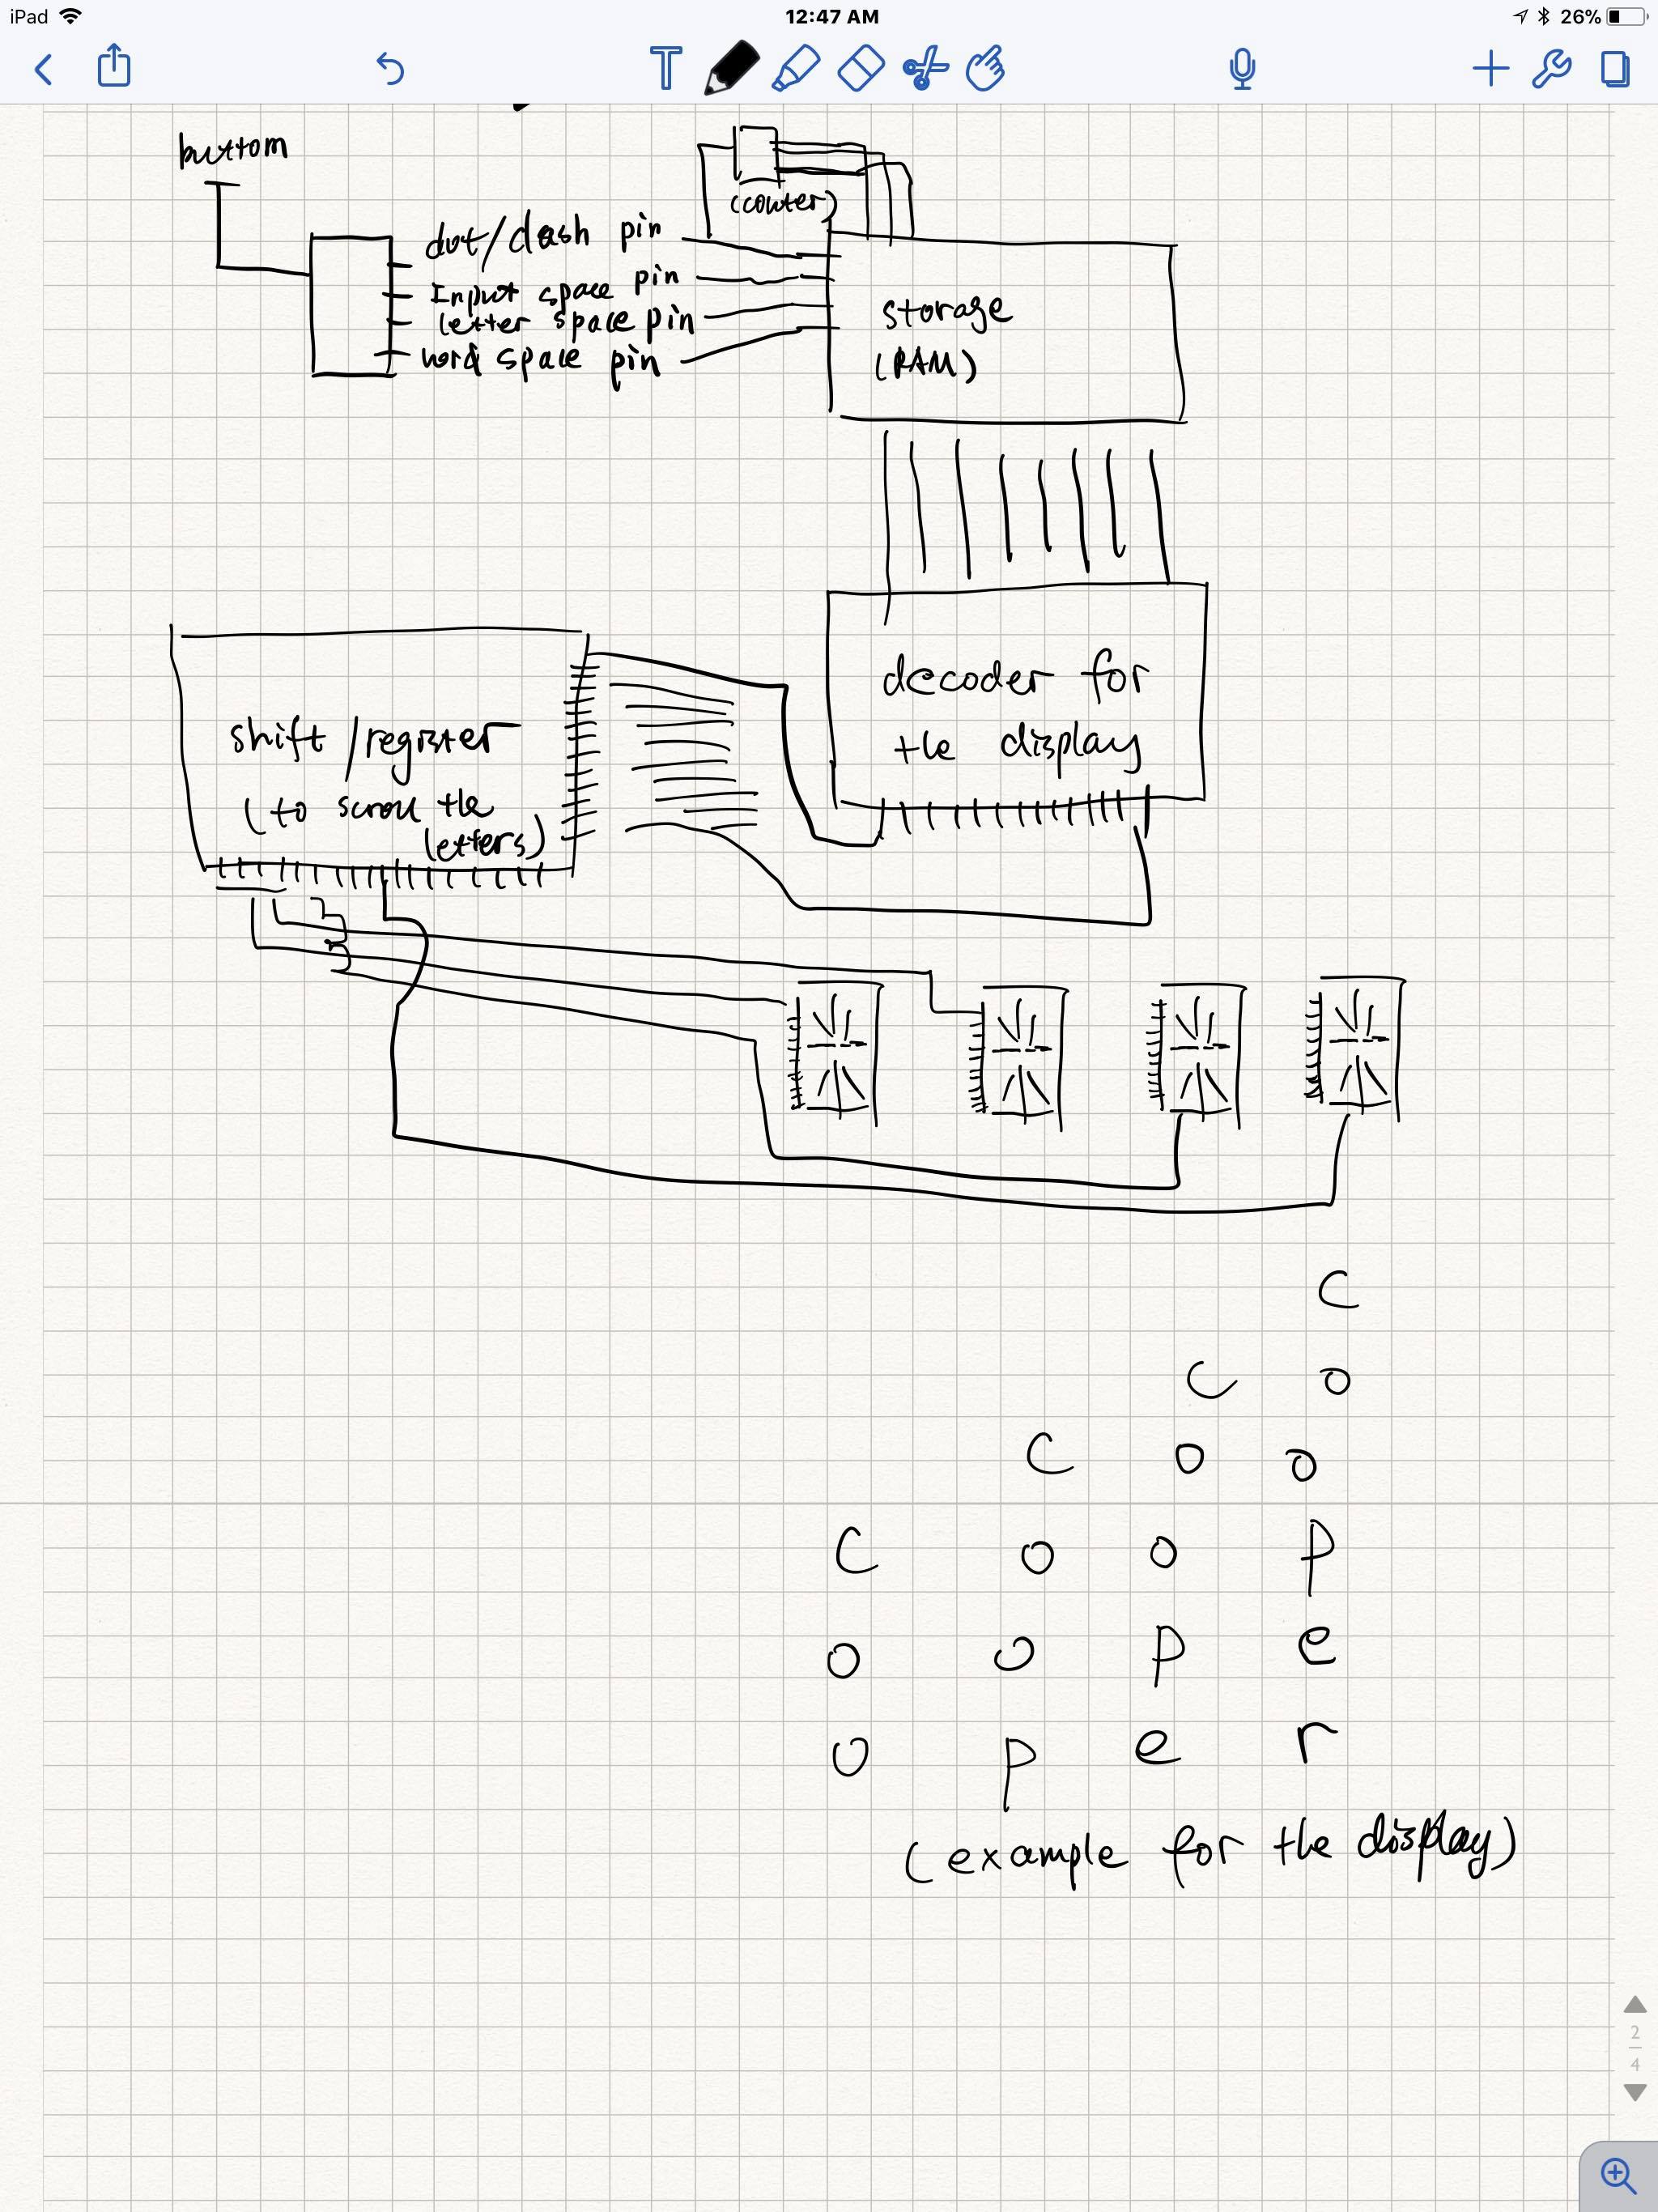 iPad
12:47 AM
26%
T
buttom
(counter)
dot/dash pin
Input space pin
letter space pin
word space pin
storage
(RAM)
decoder for
the display
shift/register
(to scroll the
letters)
C
C o
C o o
C o o p
o o p e
o p e r
(example for the display)
2
4